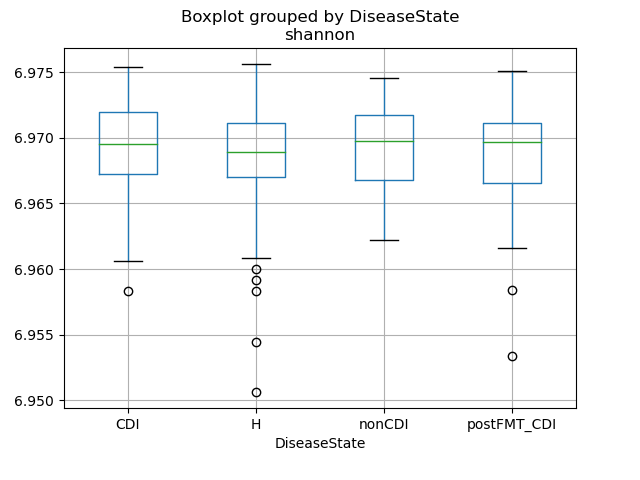 Boxplot grouped by DiseaseState
shannon
6.975
6.970
6.965
6.960
6.955
6.950
CDI H nonCDI postFMT_CDI
DiseaseState